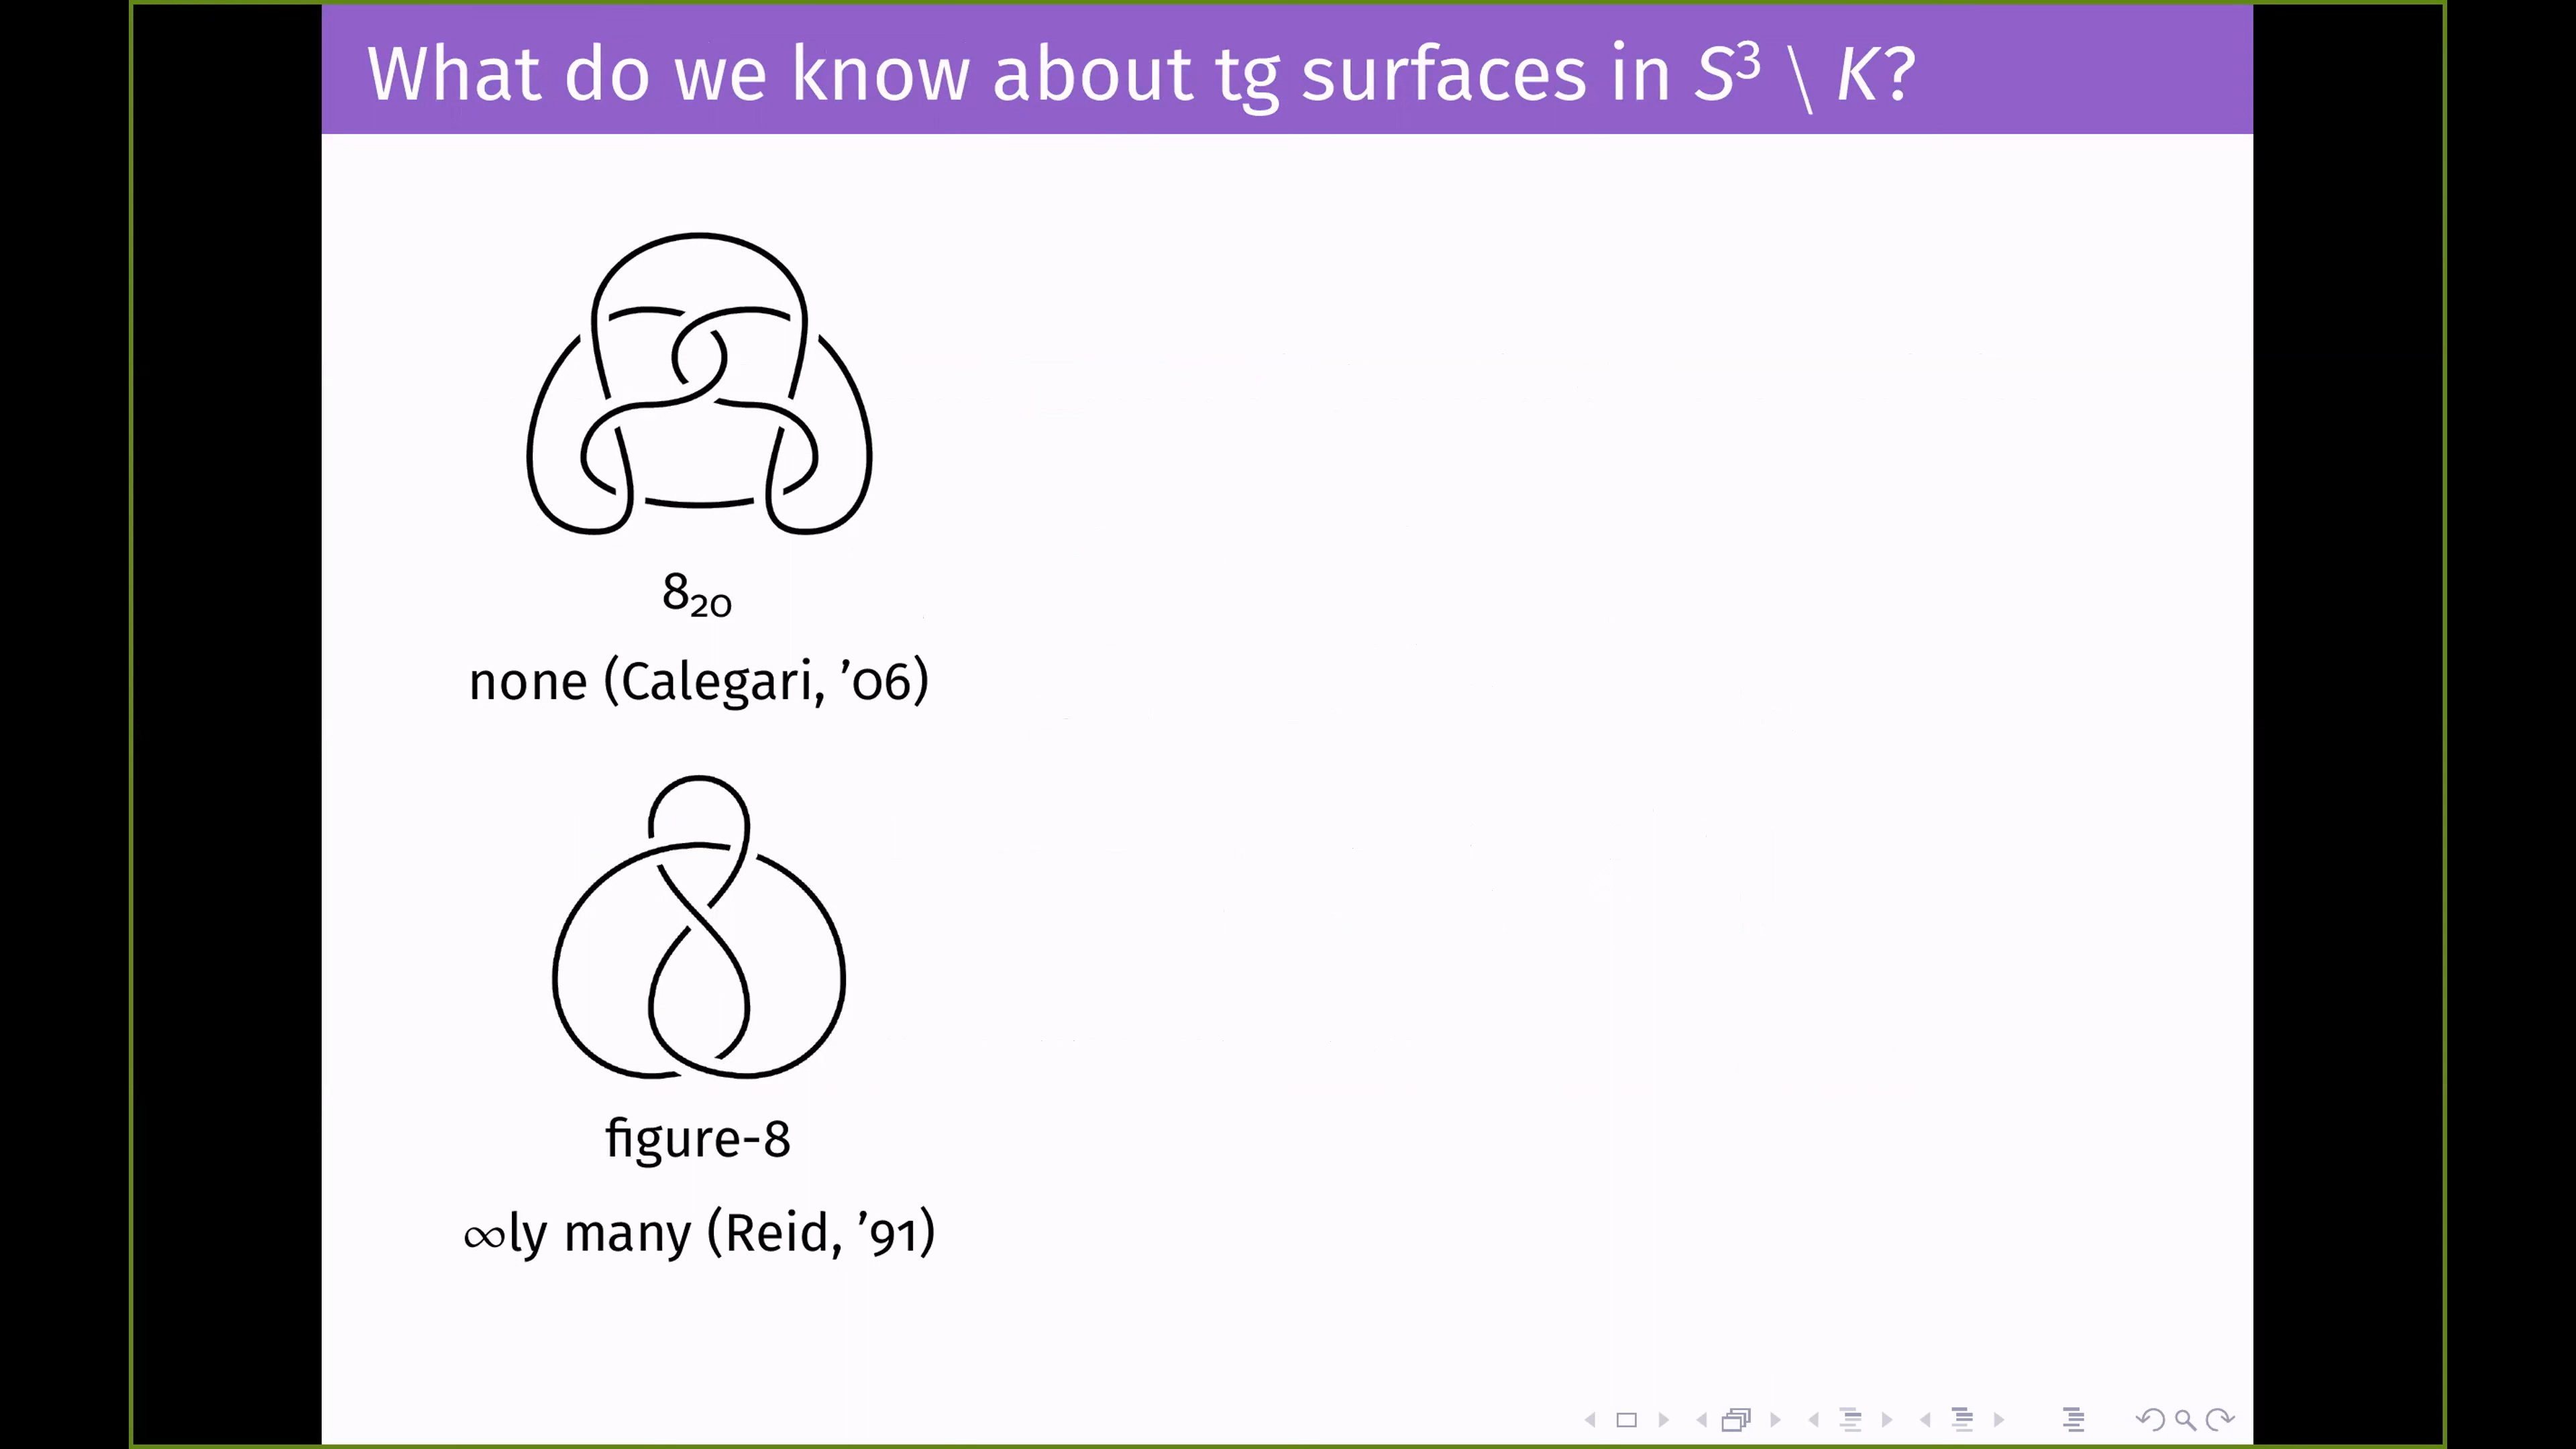 What do we know about tg surfaces in S³ \ K?
8₂₀
none (Calegari, ’06)
figure-8
∞ly many (Reid, ’91)